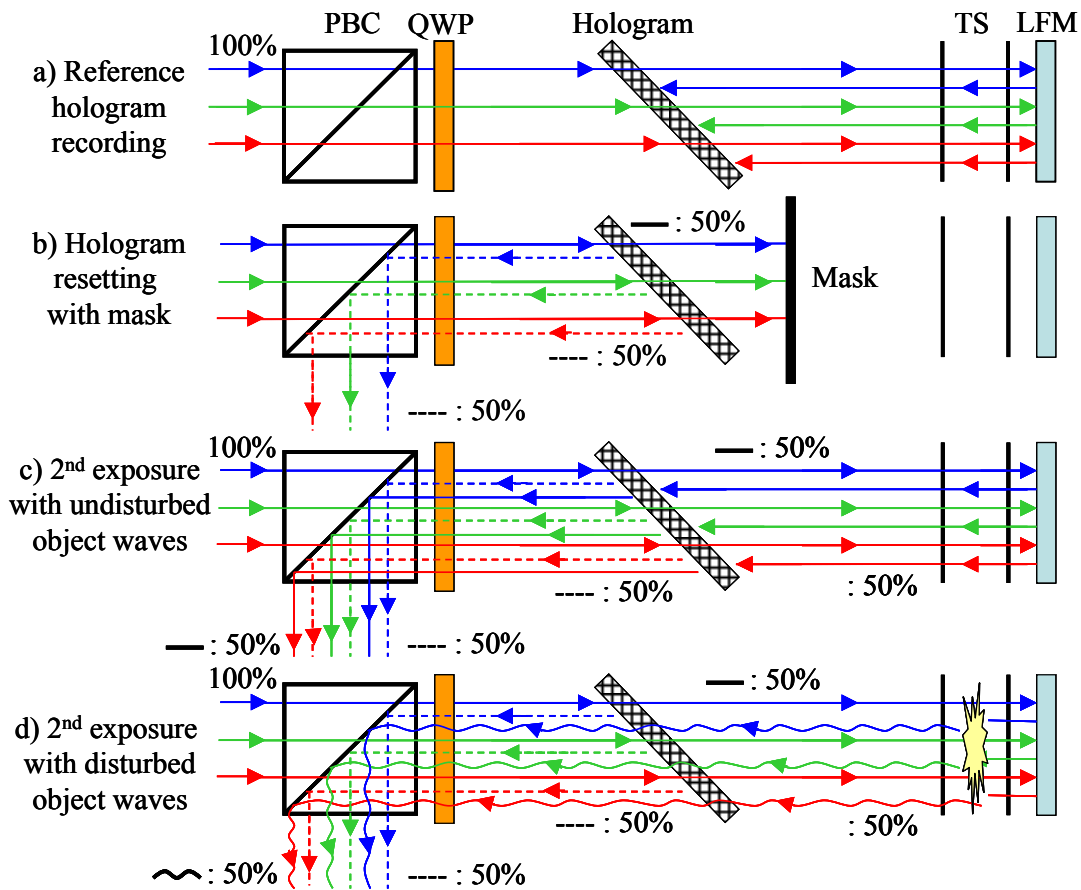 PBC QWP Hologram TS LFM
100%
a) Reference
hologram
recording
b) Hologram
resetting
with mask
: 50%
Mask
---- : 50%
---- : 50%
100%
c) 2nd exposure
with undisturbed
object waves
: 50%
---- : 50%
: 50%
: 50%
---- : 50%
100%
d) 2nd exposure
with disturbed
object waves
: 50%
---- : 50%
: 50%
: 50%
---- : 50%